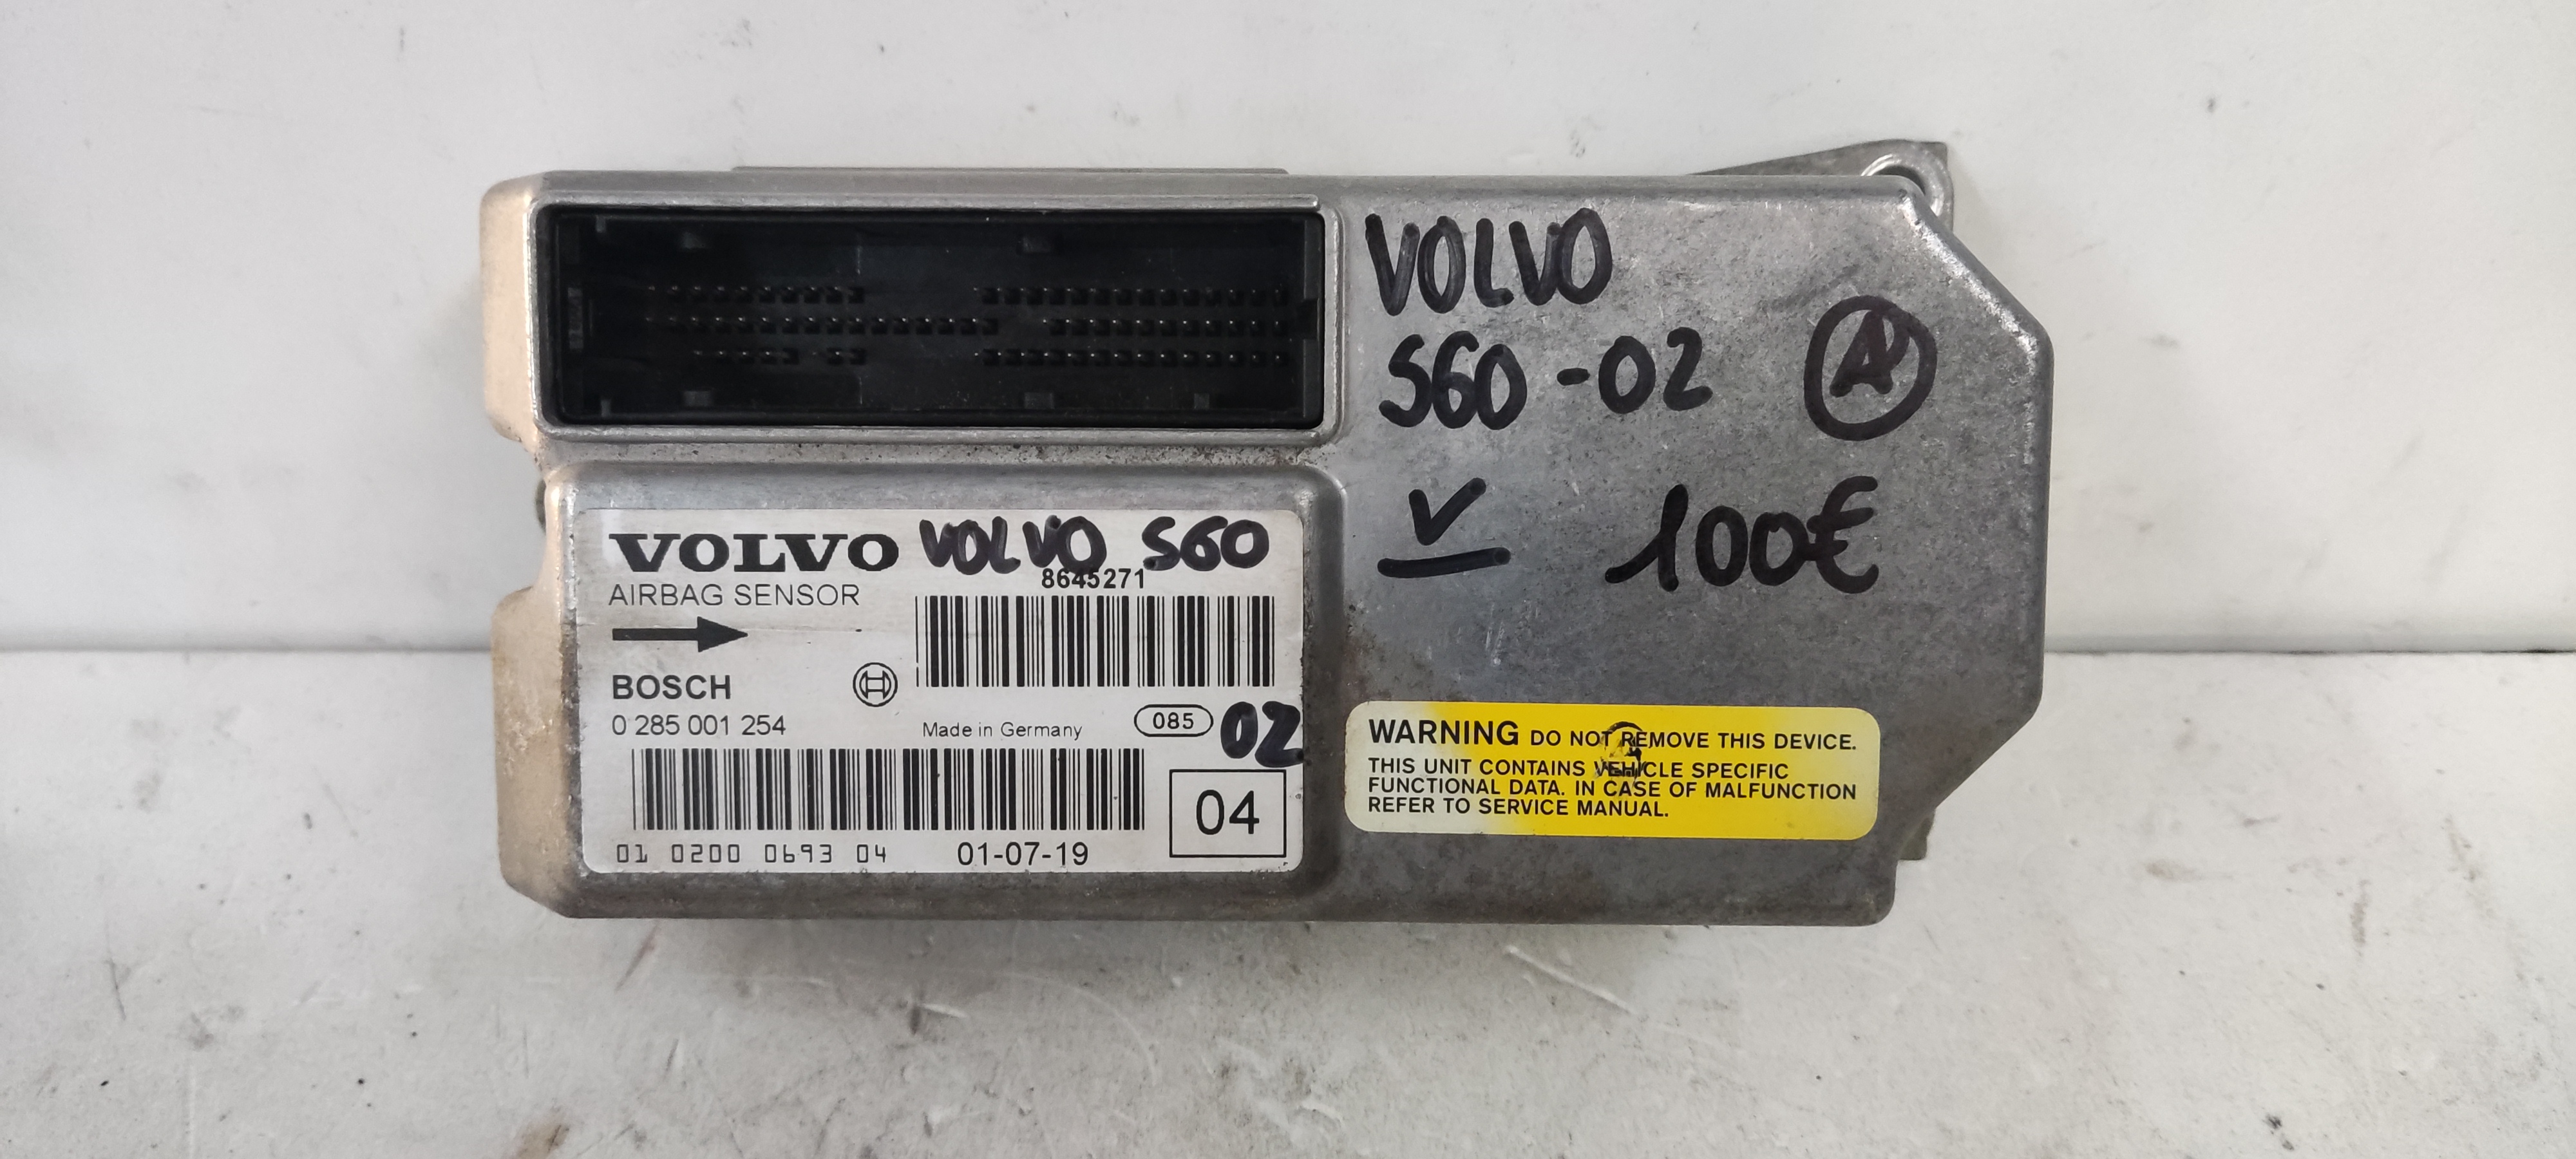 VOLVO
S60 -02
A
V 100€
VOLVO VOLVO S60
8645271
AIRBAG SENSOR
BOSCH
0 285 001 254
Made in Germany
085
02
04
01 0200 0693 04
01-07-19
WARNING DO NOT REMOVE THIS DEVICE.
THIS UNIT CONTAINS VEHICLE SPECIFIC
FUNCTIONAL DATA. IN CASE OF MALFUNCTION
REFER TO SERVICE MANUAL.